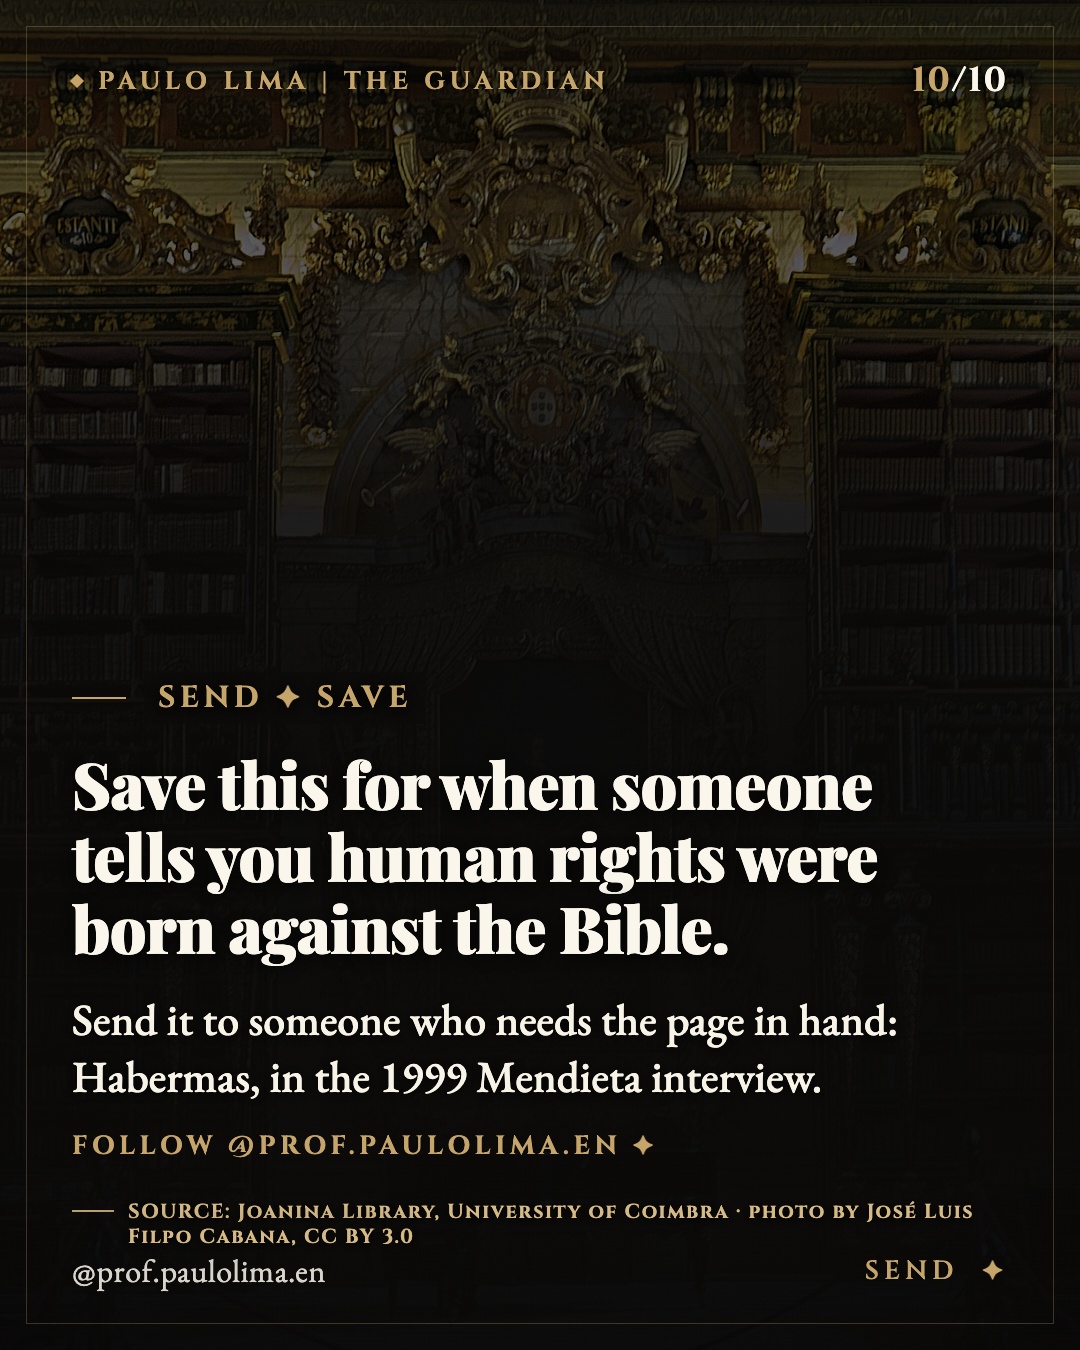 ◆ PAULO LIMA | THE GUARDIAN
10/10
ESTANTE
10
ESTANT
SEND ✦ SAVE
Save this for when someone
tells you human rights were
born against the Bible.
Send it to someone who needs the page in hand:
Habermas, in the 1999 Mendieta interview.
FOLLOW @PROF.PAULOLIMA.EN ✦
SOURCE: JOANINA LIBRARY, UNIVERSITY OF COIMBRA · PHOTO BY JOSÉ LUIS
FILPO CABANA, CC BY 3.0
@prof.paulolima.en
SEND ✦